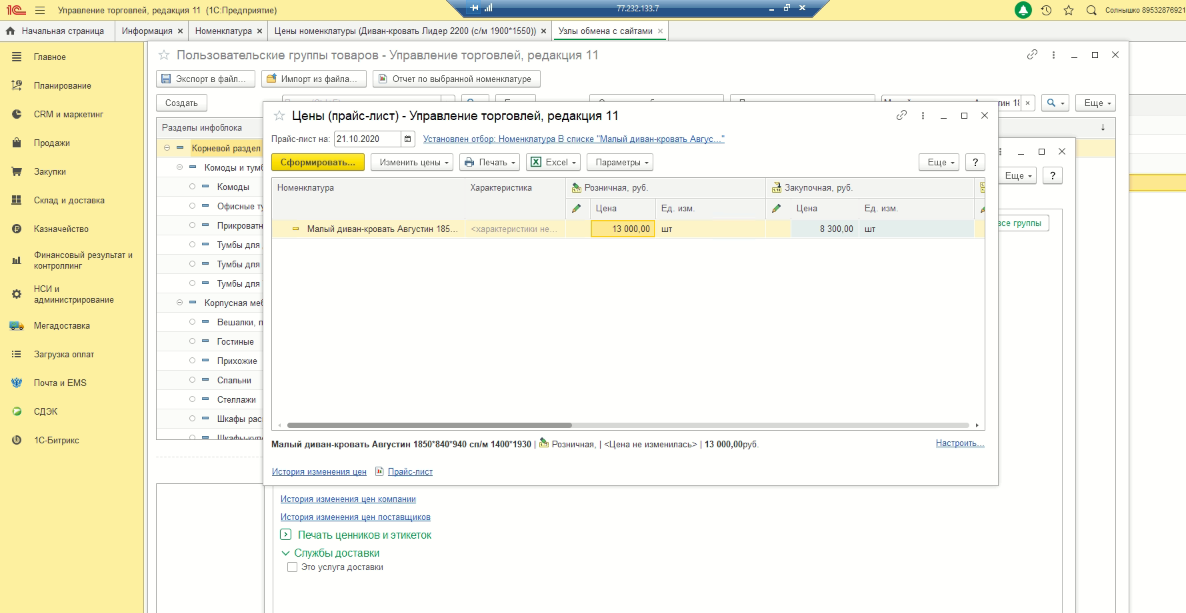 Управление торговлей, редакция 11 (1С:Предприятие)
77.232.133.7
Солнышко 89532876921
Начальная страница
Информация ×
Номенклатура ×
Цены номенклатуры (Диван-кровать Лидер 2200 (с/м 1900*1550)) ×
Узлы обмена с сайтами ×
Главное
Планирование
CRM и маркетинг
Продажи
Закупки
Склад и доставка
Казначейство
Финансовый результат и
контроллинг
НСИ и
администрирование
Мегадоставка
Загрузка оплат
Почта и EMS
СДЭК
1С-Битрикс
Пользовательские группы товаров - Управление торговлей, редакция 11
Экспорт в файл...
Импорт из файла...
Отчет по выбранной номенклатуре
Создать
Еще
Разделы инфоблока
Корневой раздел
Комоды и тумб
Комоды
Офисные ту
Прикроватн
Тумбы для
Тумбы для
Тумбы для
Корпусная меб
Вешалки, п
Гостиные
Прихожие
Спальни
Стеллажи
Шкафы рас
Цены (прайс-лист) - Управление торговлей, редакция 11
Прайс-лист на: 21.10.2020
Установлен отбор: Номенклатура В списке "Малый диван-кровать Авгус..."
Сформировать...
Изменить цены
Печать
Excel
Параметры
Еще
?
Номенклатура
Характеристика
Розничная, руб.
Закупочная, руб.
Цена
Ед. изм.
Цена
Ед. изм.
Малый диван-кровать Августин 185...
<характеристики не...
13 000,00
шт
8 300,00
шт
Малый диван-кровать Августин 1850*840*940 сп/м 1400*1930 | Розничная, | <Цена не изменилась> | 13 000,00руб.
Настроить...
История изменения цен
Прайс-лист
Еще
?
все группы
История изменения цен компании
История изменения цен поставщиков
Печать ценников и этикеток
Службы доставки
Это услуга доставки